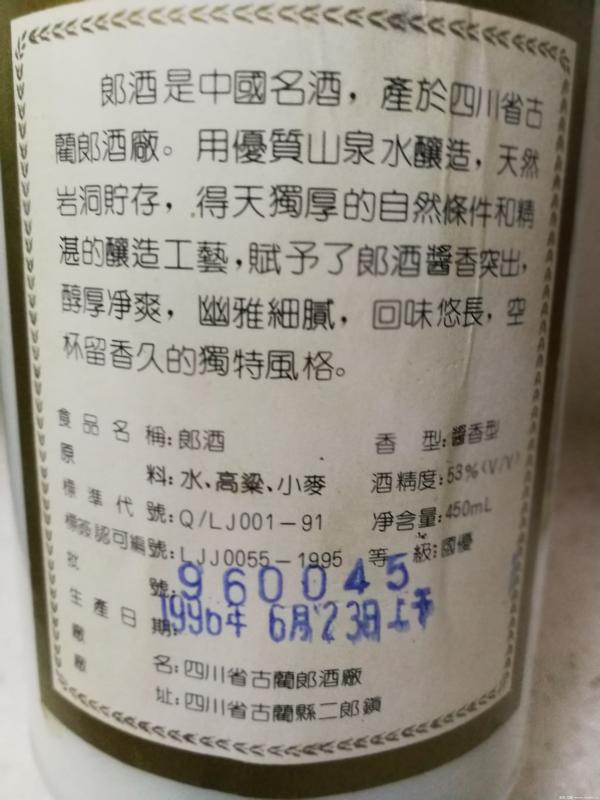 郎酒是中國名酒，產於四川省古
藺郎酒廠。用優質山泉水釀造，天然
岩洞貯存，得天獨厚的自然條件和精
湛的釀造工藝，賦予了郎酒醬香突出，
醇厚净爽，幽雅細膩，回味悠長，空
杯留香久的獨特風格。
食品名稱：郎酒 香型：醬香型
原料：水、高粱、小麥 酒精度：53%(V/V)
標準代號：Q/LJ001-91 净含量：450mL
標簽認可編號：LJJ0055-1995 等級：國優
批號：960045
生產日期：1996年6月23日上午
廠名：四川省古藺郎酒廠
廠址：四川省古藺縣二郎鎮